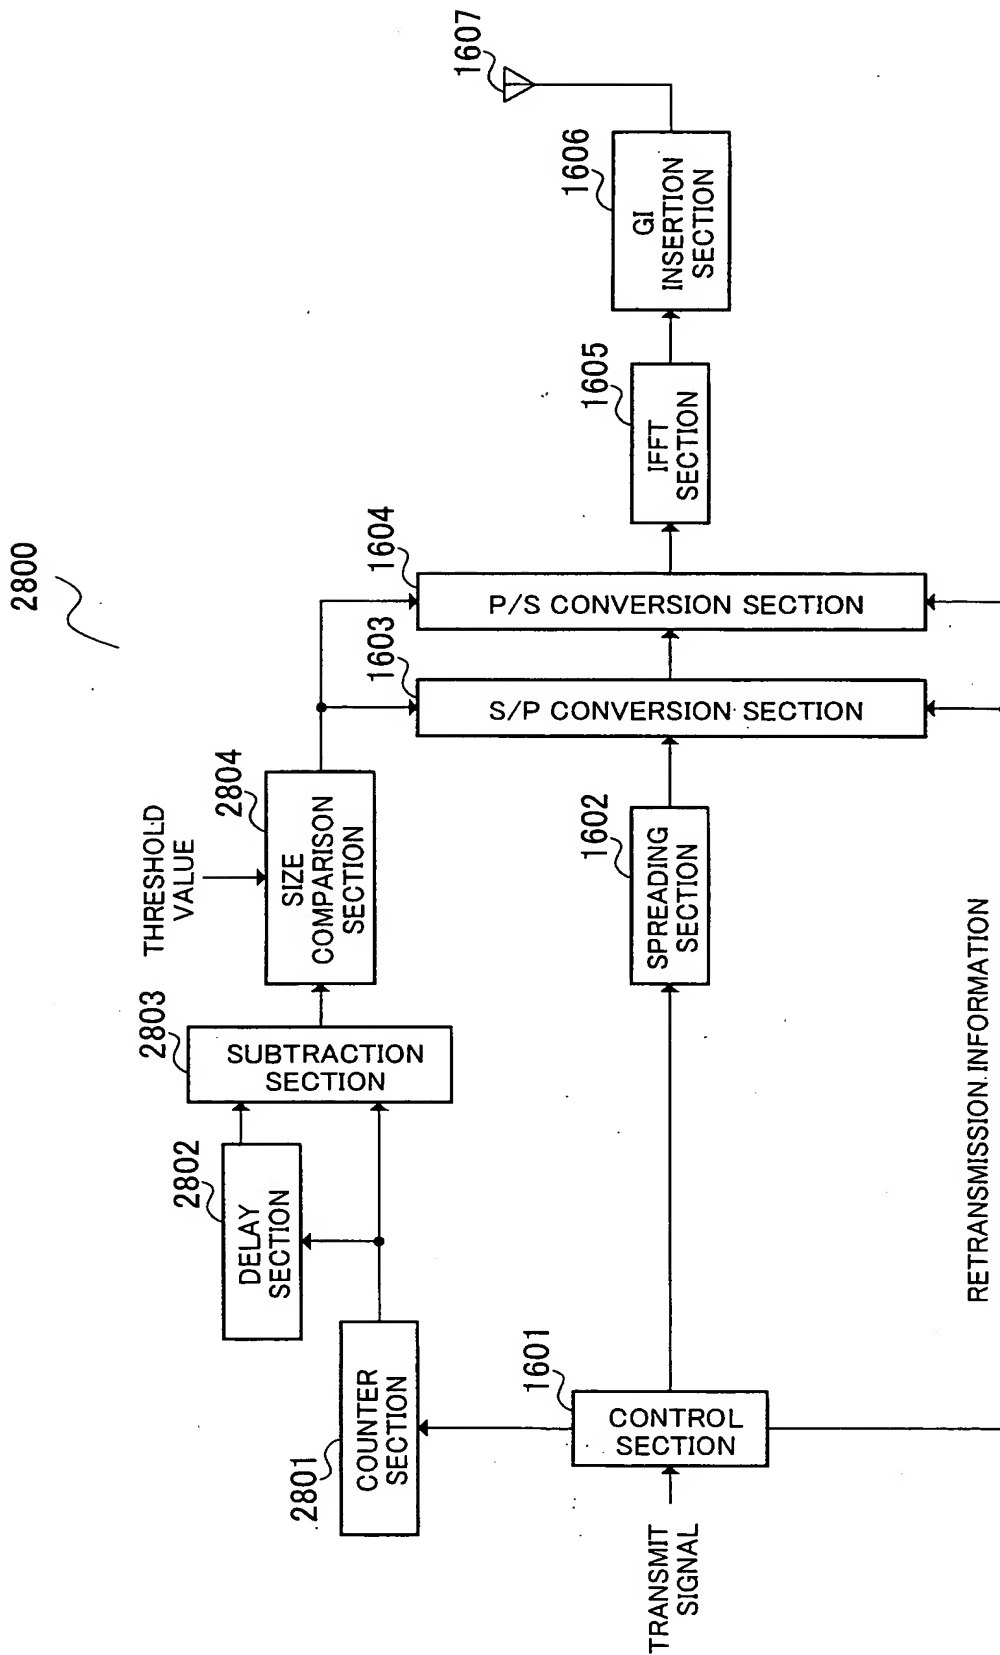 2800
1607
1606
GI
INSERTION
SECTION
1605
IFFT
SECTION
1604
P/S CONVERSION SECTION
1603
S/P CONVERSION SECTION
THRESHOLD
VALUE
2804
SIZE
COMPARISON
SECTION
1602
SPREADING
SECTION
2803
SUBTRACTION
SECTION
2802
DELAY
SECTION
2801
COUNTER
SECTION
1601
CONTROL
SECTION
TRANSMIT
SIGNAL
RETRANSMISSION INFORMATION